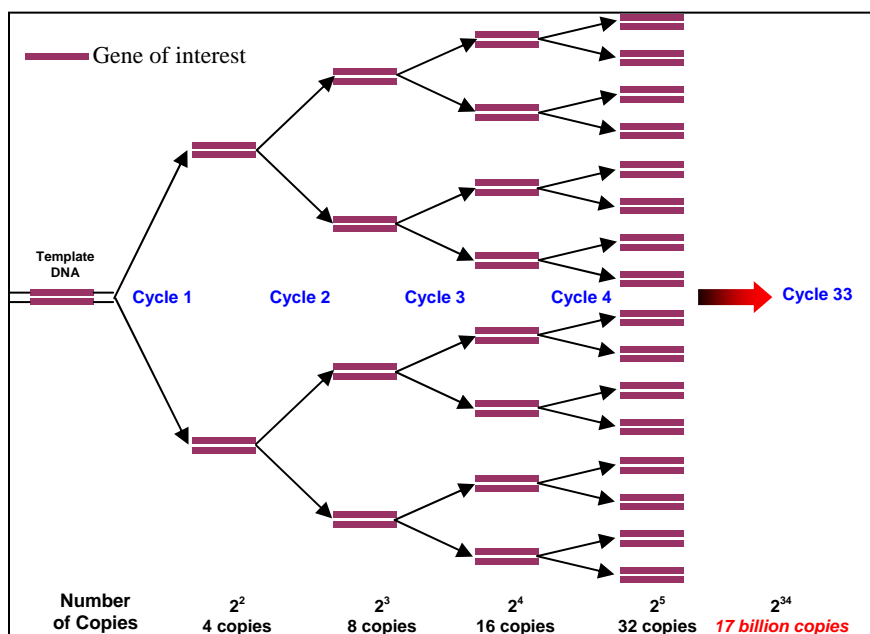 Gene of interest
Template
DNA
Cycle 1 Cycle 2 Cycle 3 Cycle 4 Cycle 33
Number 2² 2³ 2⁴ 2⁵ 2³⁴
of Copies 4 copies 8 copies 16 copies 32 copies 17 billion copies